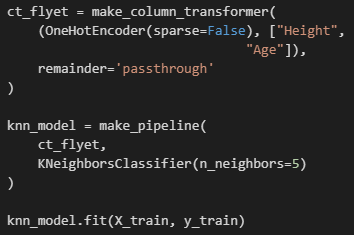 ct_flyet = make_column_transformer(
    (OneHotEncoder(sparse=False), ["Height",
                                "Age"]),
    remainder='passthrough'
)

knn_model = make_pipeline(
    ct_flyet,
    KNeighborsClassifier(n_neighbors=5)
)

knn_model.fit(X_train, y_train)